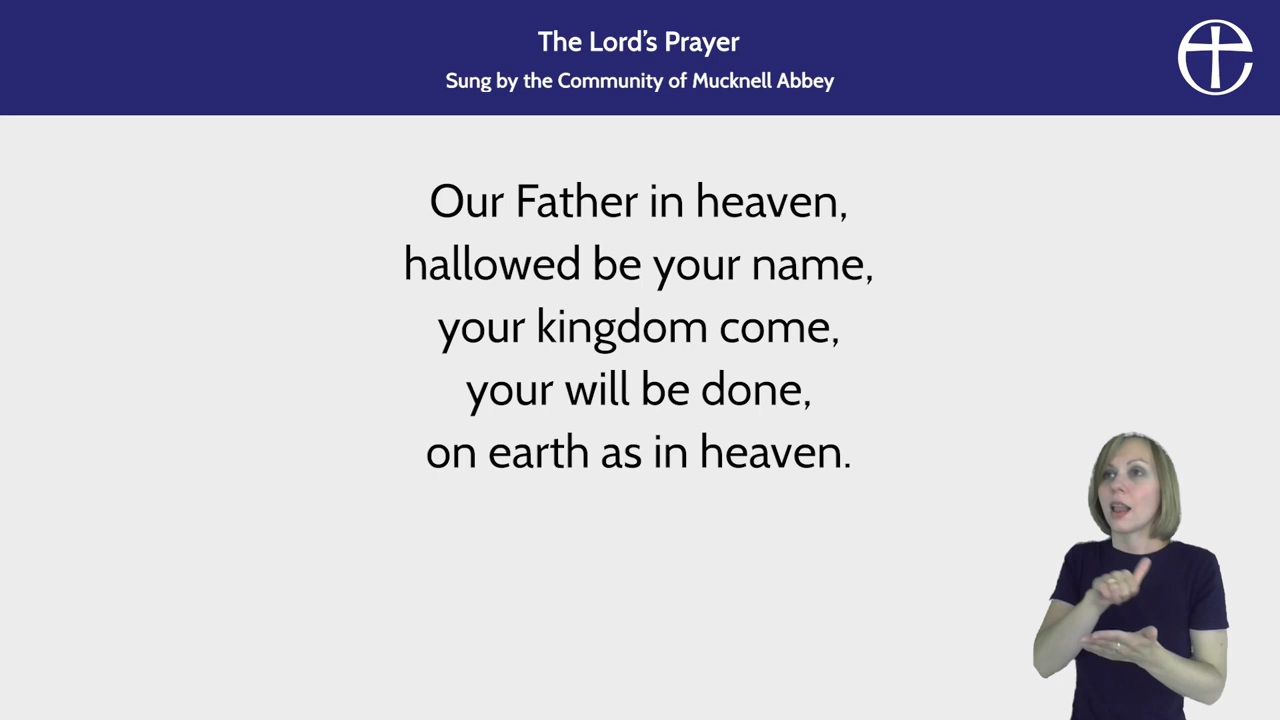 The Lord's Prayer
Sung by the Community of Mucknell Abbey
Our Father in heaven,
hallowed be your name,
your kingdom come,
your will be done,
on earth as in heaven.